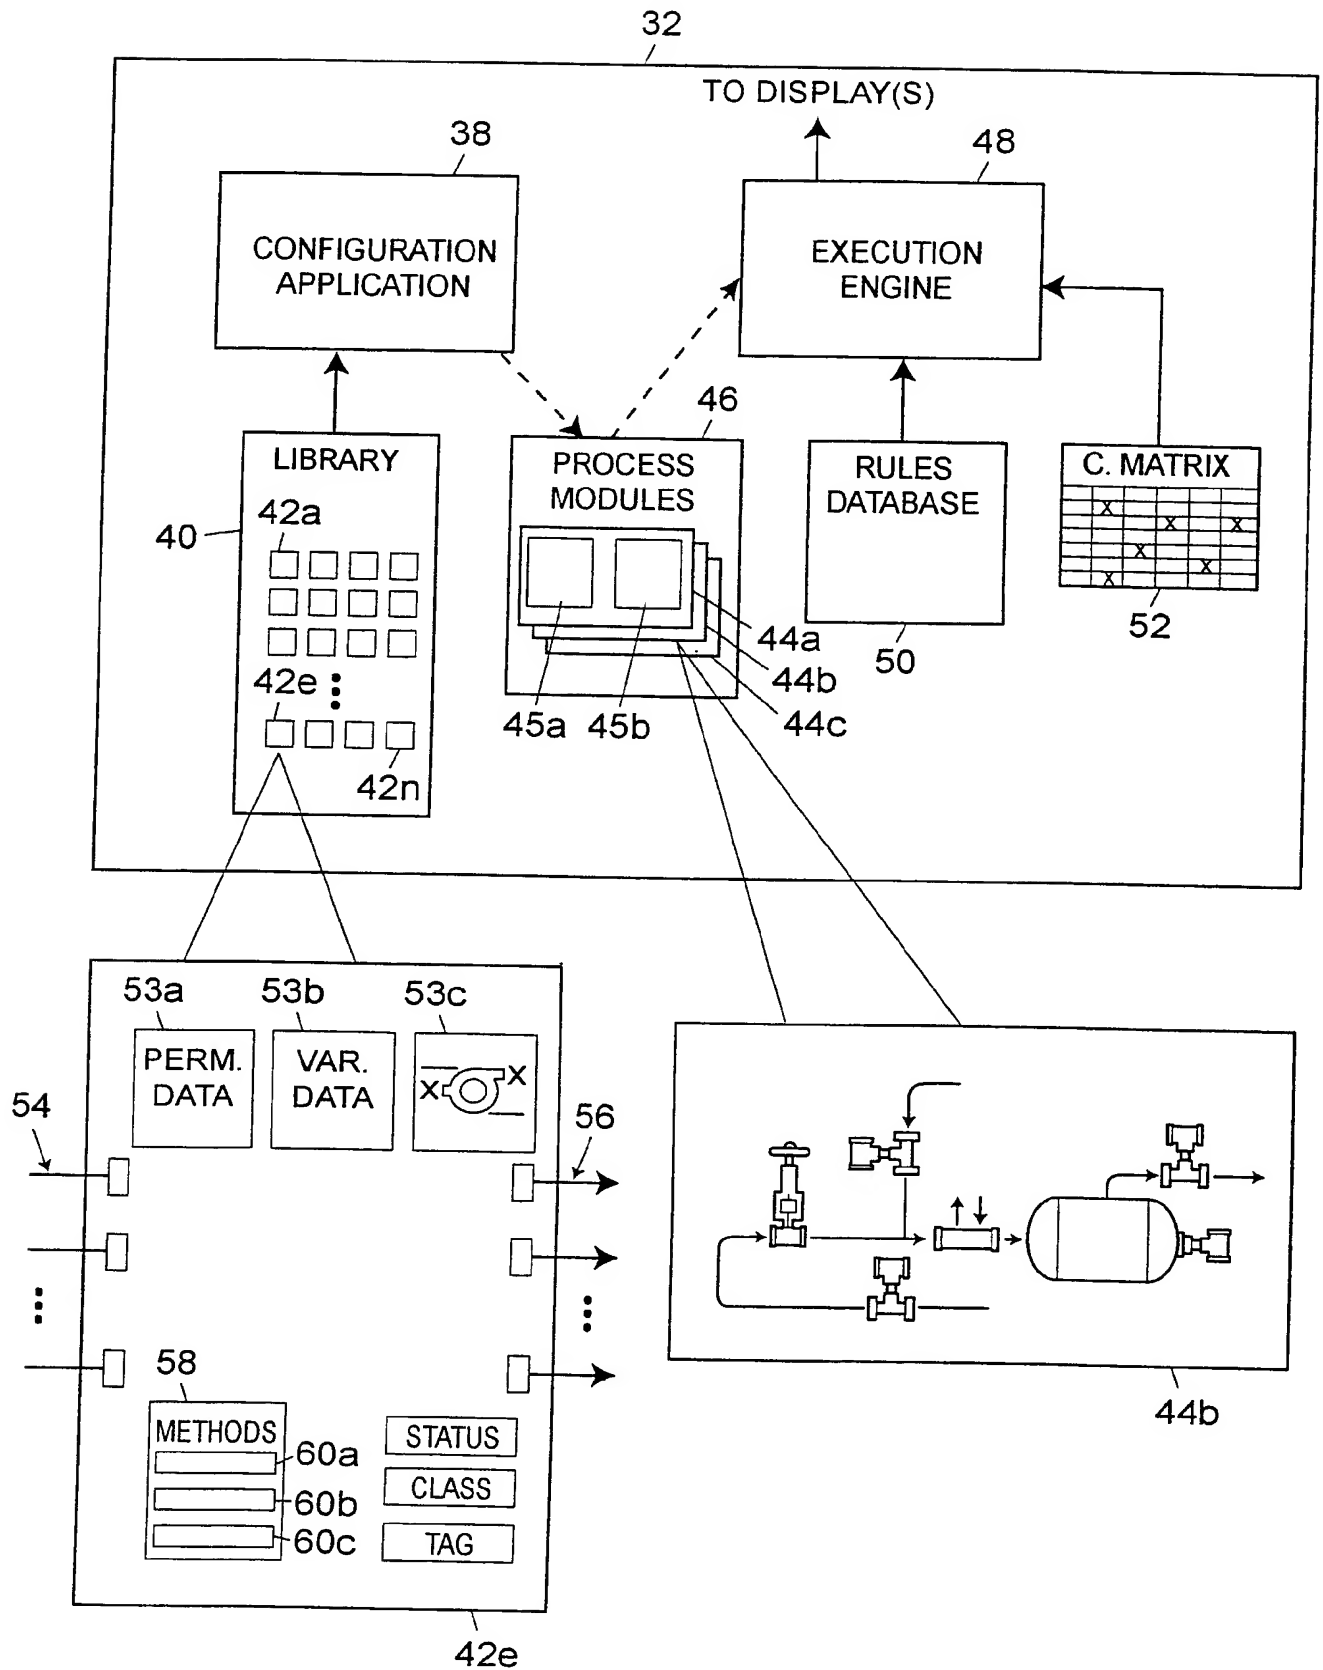 32
TO DISPLAY(S)
38
48
CONFIGURATION
APPLICATION
EXECUTION
ENGINE
46
LIBRARY
PROCESS
MODULES
RULES
DATABASE
C. MATRIX
X
X
X
X
X
X
40
42a
52
44a
50
42e
44b
45a
45b
44c
42n
53a
53b
53c
PERM.
DATA
VAR.
DATA
X
X
54
56
58
METHODS
60a
60b
60c
STATUS
CLASS
TAG
44b
42e